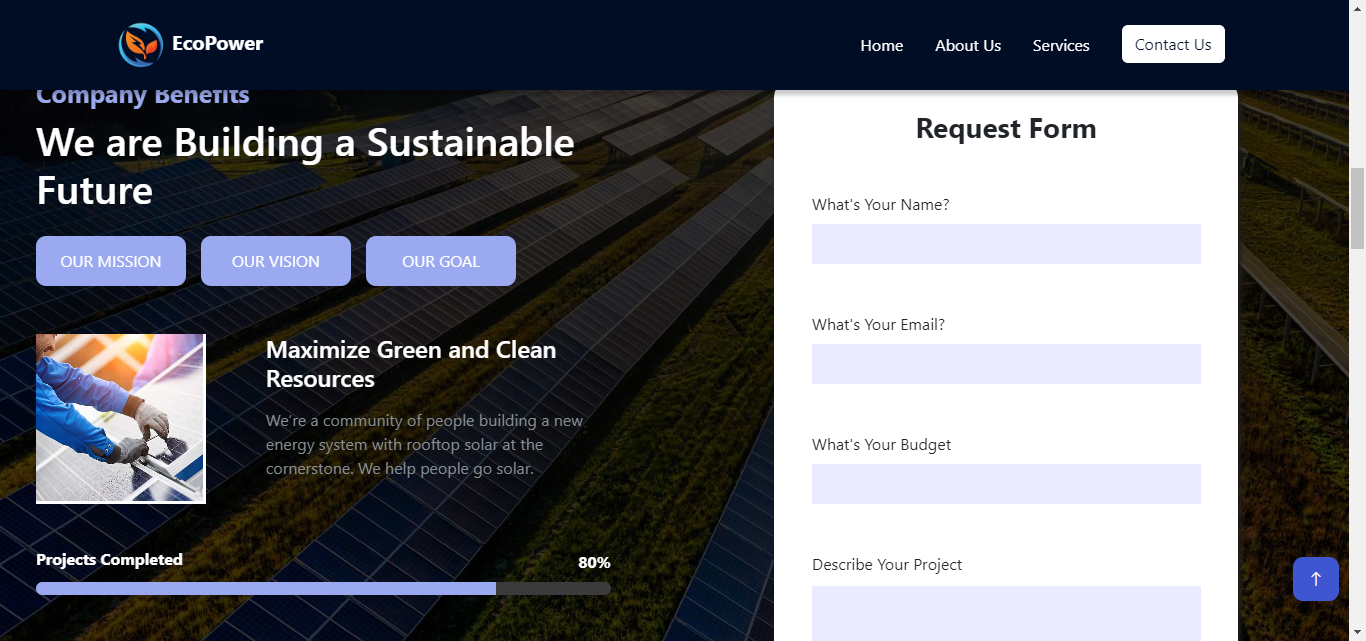 EcoPower
Home
About Us
Services
Contact Us
Company Benefits
We are Building a Sustainable
Future
OUR MISSION
OUR VISION
OUR GOAL
Maximize Green and Clean
Resources
We're a community of people building a new
energy system with rooftop solar at the
cornerstone. We help people go solar.
Projects Completed
80%
Request Form
What's Your Name?
What's Your Email?
What's Your Budget
Describe Your Project